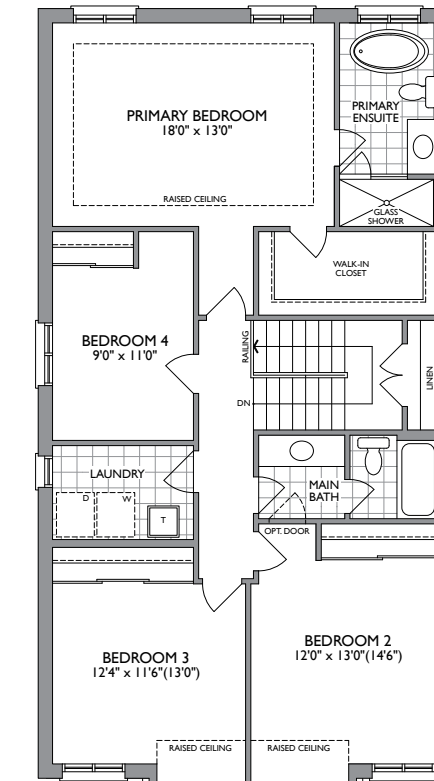 PRIMARY BEDROOM
18'0" x 13'0"
RAISED CEILING
PRIMARY
ENSUITE
GLASS
SHOWER
WALK-IN
CLOSET
BEDROOM 4
9'0" x 11'0"
RAILING
DN
LINEN
LAUNDRY
D
W
T
MAIN
BATH
OPT. DOOR
BEDROOM 3
12'4" x 11'6"(13'0")
BEDROOM 2
12'0" x 13'0"(14'6")
RAISED CEILING
RAISED CEILING